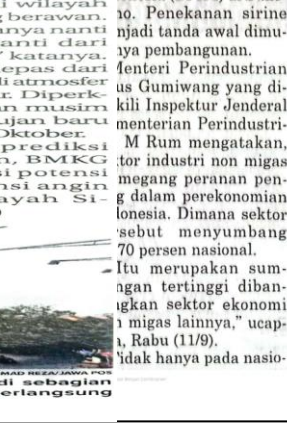 i wilayah
g berawan.
nya nanti
anti dari
" katanya.
epas dari
i atmosfer
r. Diperk-
n musim
ujan baru
Oktober.
prediksi
n, BMKG
si potensi
nsi angin
ayah Si-
MAD REZA/JAWA POS
di sebagian
erlangsung
no. Penekanan sirine
njadi tanda awal dimu-
nya pembangunan.
Menteri Perindustrian
us Gumiwang yang di-
kili Inspektur Jenderal
menterian Perindustri-
M Rum mengatakan,
tor industri non migas
megang peranan pen-
g dalam perekonomian
donesia. Dimana sektor
sebut menyumbang
70 persen nasional.
Itu merupakan sum-
ngan tertinggi diban-
ngkan sektor ekonomi
n migas lainnya," ucap-
a, Rabu (11/9).
Tidak hanya pada nasio-